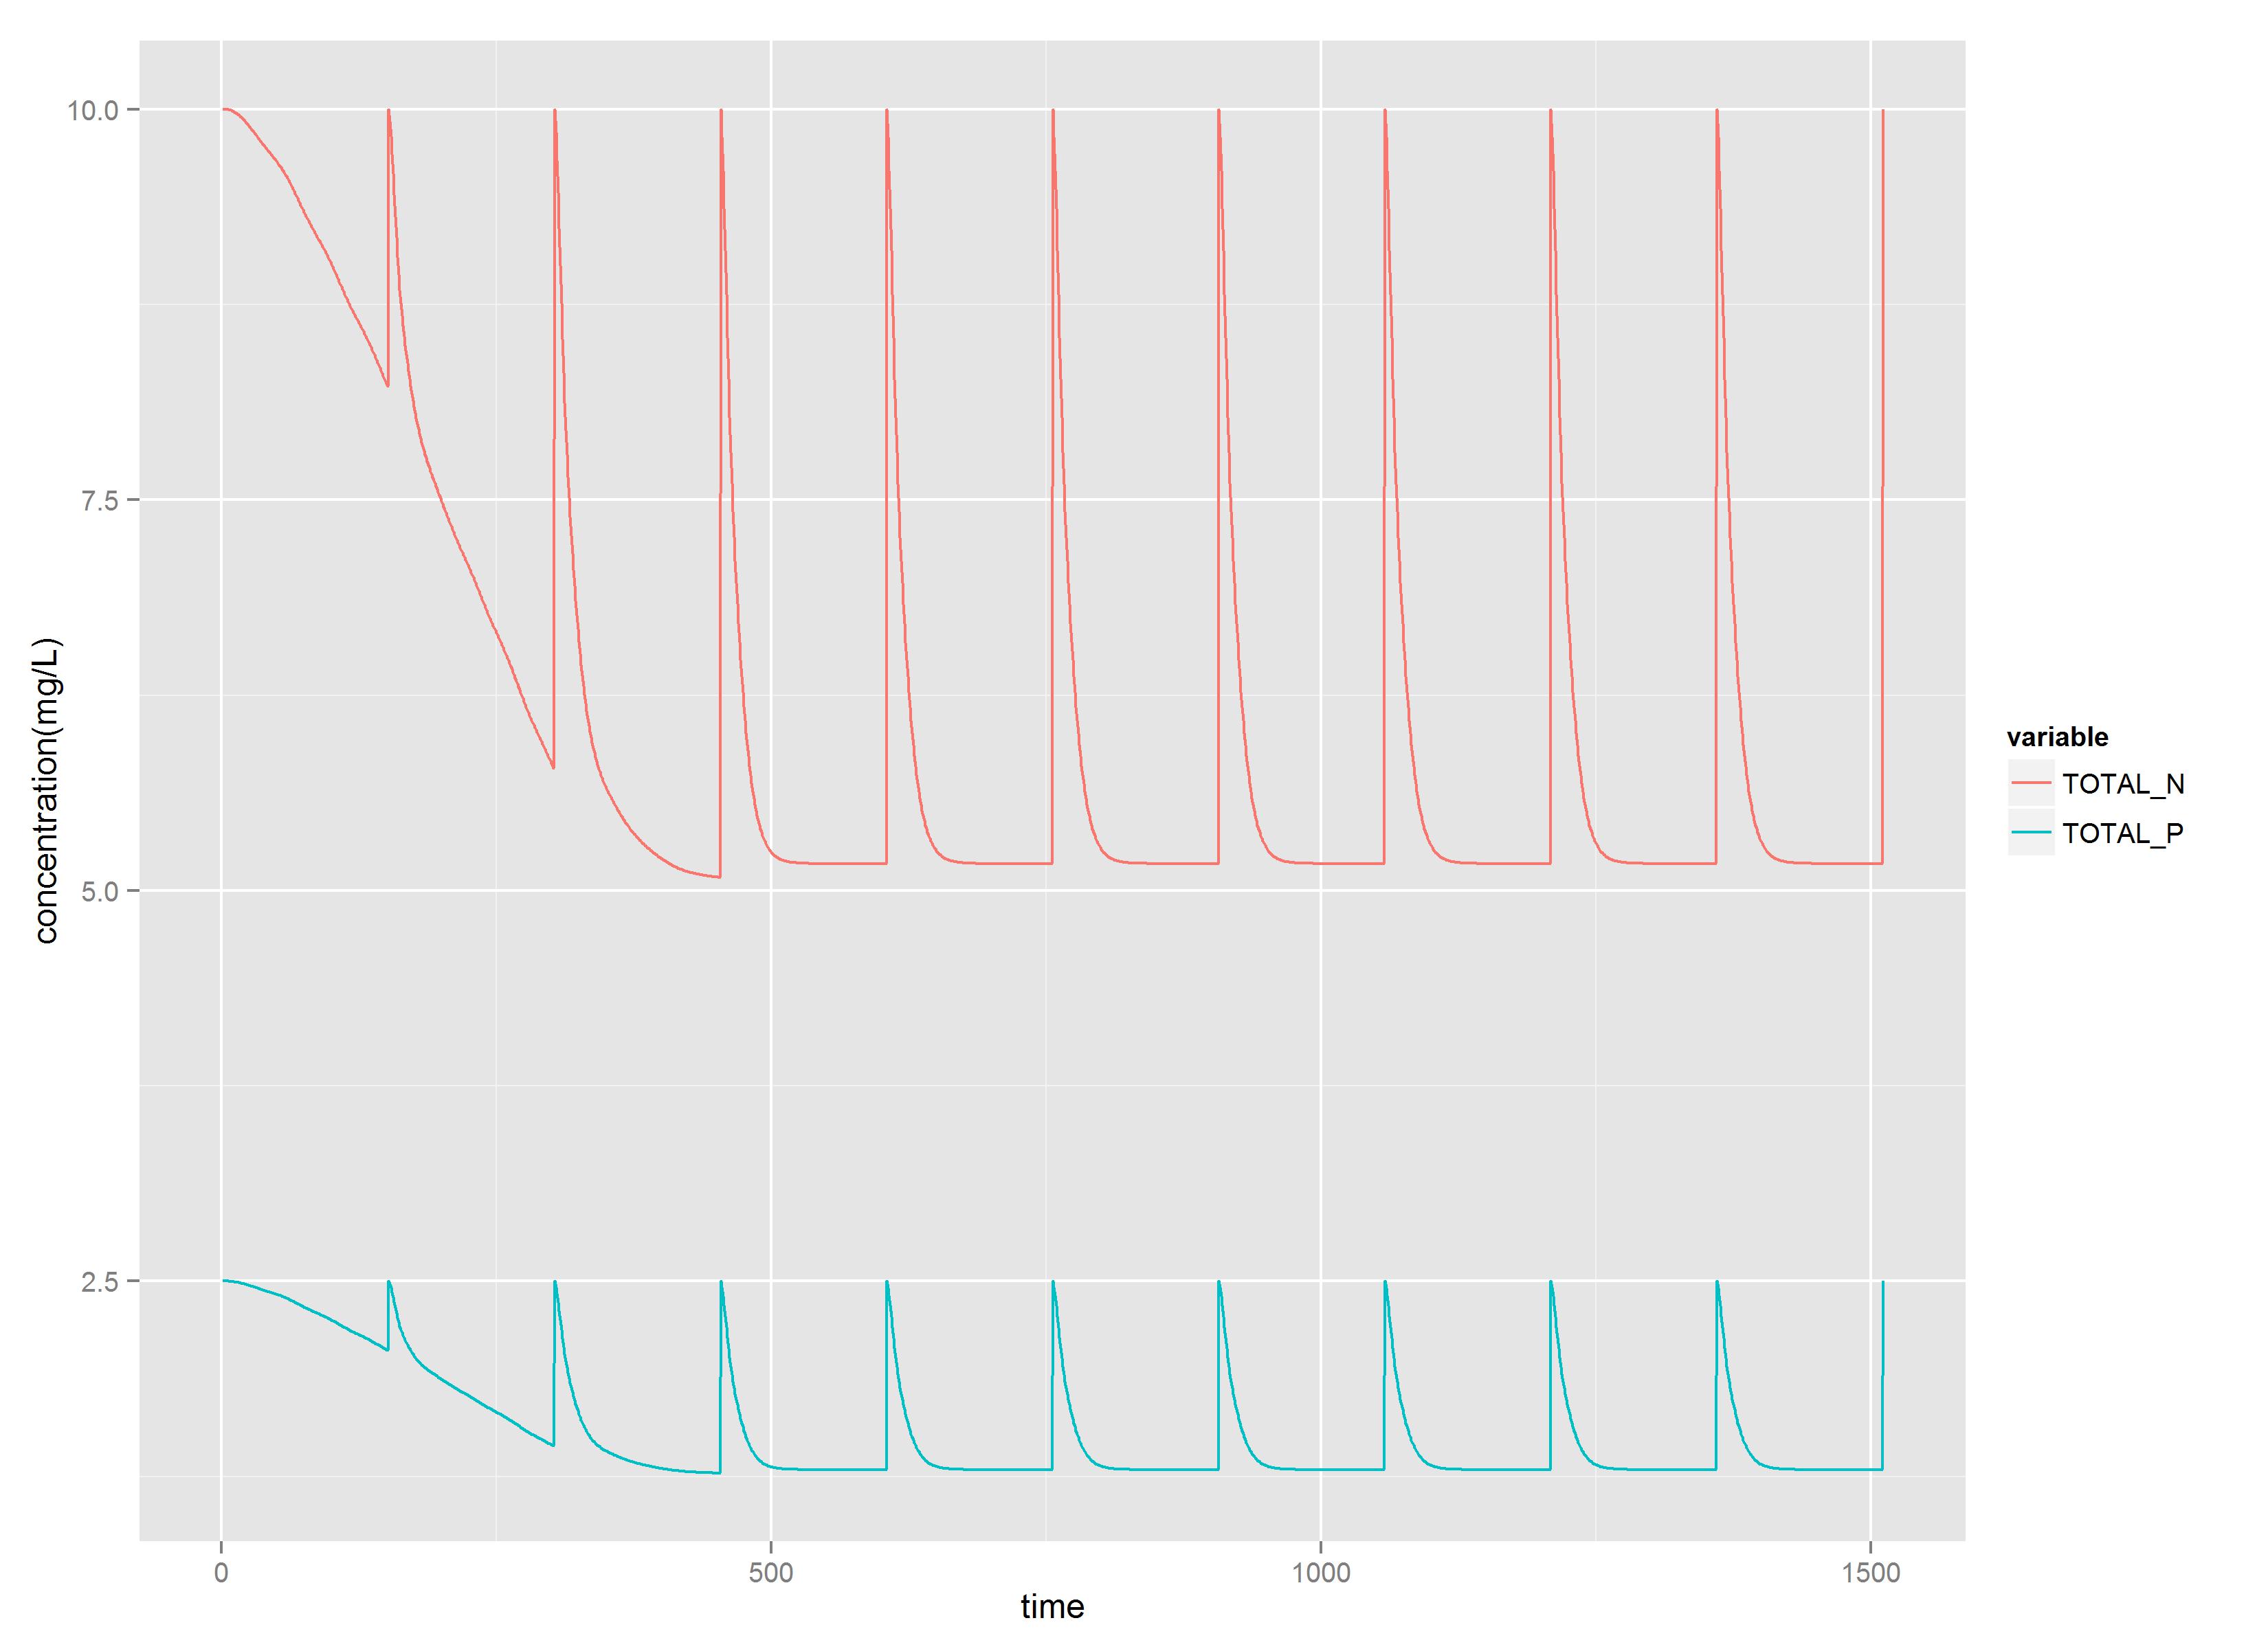 concentration(mg/L)
10.0
7.5
5.0
2.5
0 500 1000 1500
time
variable
TOTAL_N
TOTAL_P